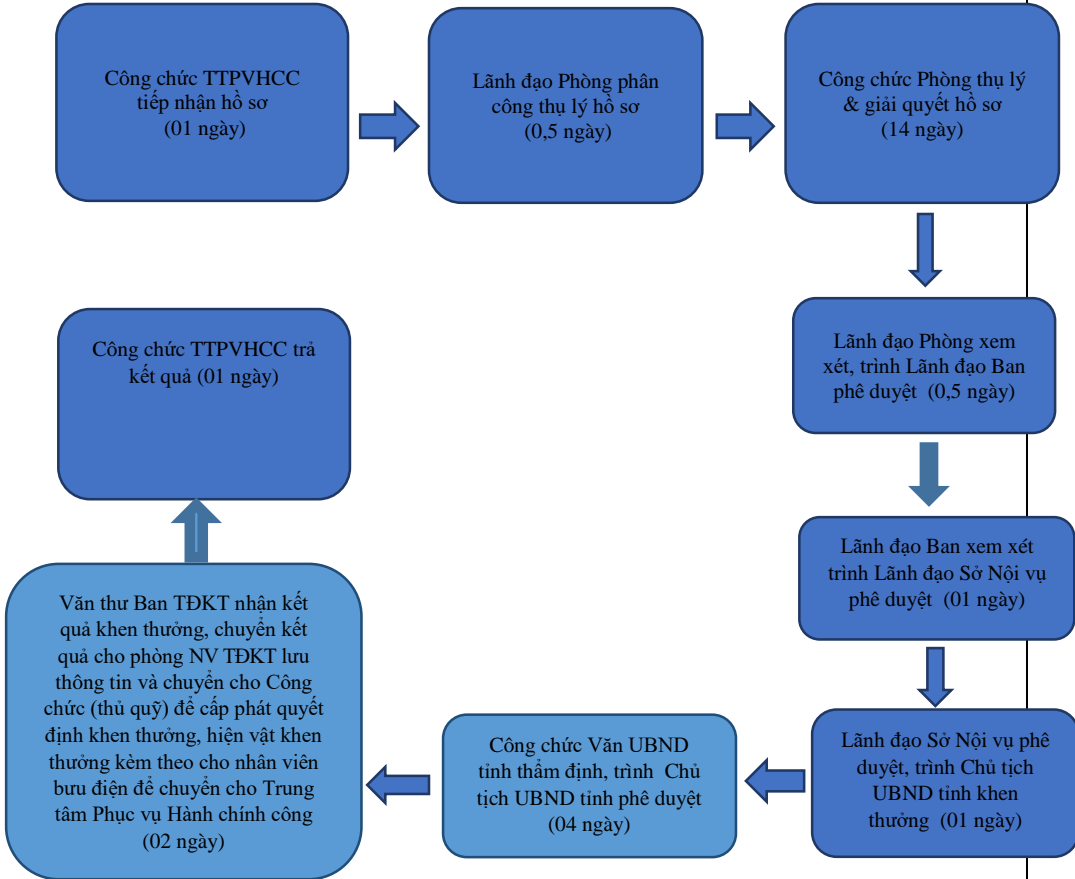 Công chức TTPVHCC
tiếp nhận hồ sơ
(01 ngày)
Lãnh đạo Phòng phân
công thụ lý hồ sơ
(0,5 ngày)
Công chức Phòng thụ lý
& giải quyết hồ sơ
(14 ngày)
Lãnh đạo Phòng xem
xét, trình Lãnh đạo Ban
phê duyệt (0,5 ngày)
Lãnh đạo Ban xem xét
trình Lãnh đạo Sở Nội vụ
phê duyệt (01 ngày)
Lãnh đạo Sở Nội vụ phê
duyệt, trình Chủ tịch
UBND tỉnh khen
thưởng (01 ngày)
Công chức Văn UBND
tỉnh thẩm định, trình Chủ
tịch UBND tỉnh phê duyệt
(04 ngày)
Văn thư Ban TĐKT nhận kết
quả khen thưởng, chuyển kết
quả cho phòng NV TĐKT lưu
thông tin và chuyển cho Công
chức (thủ quỹ) để cấp phát quyết
định khen thưởng, hiện vật khen
thưởng kèm theo cho nhân viên
bưu điện để chuyển cho Trung
tâm Phục vụ Hành chính công
(02 ngày)
Công chức TTPVHCC trả
kết quả (01 ngày)